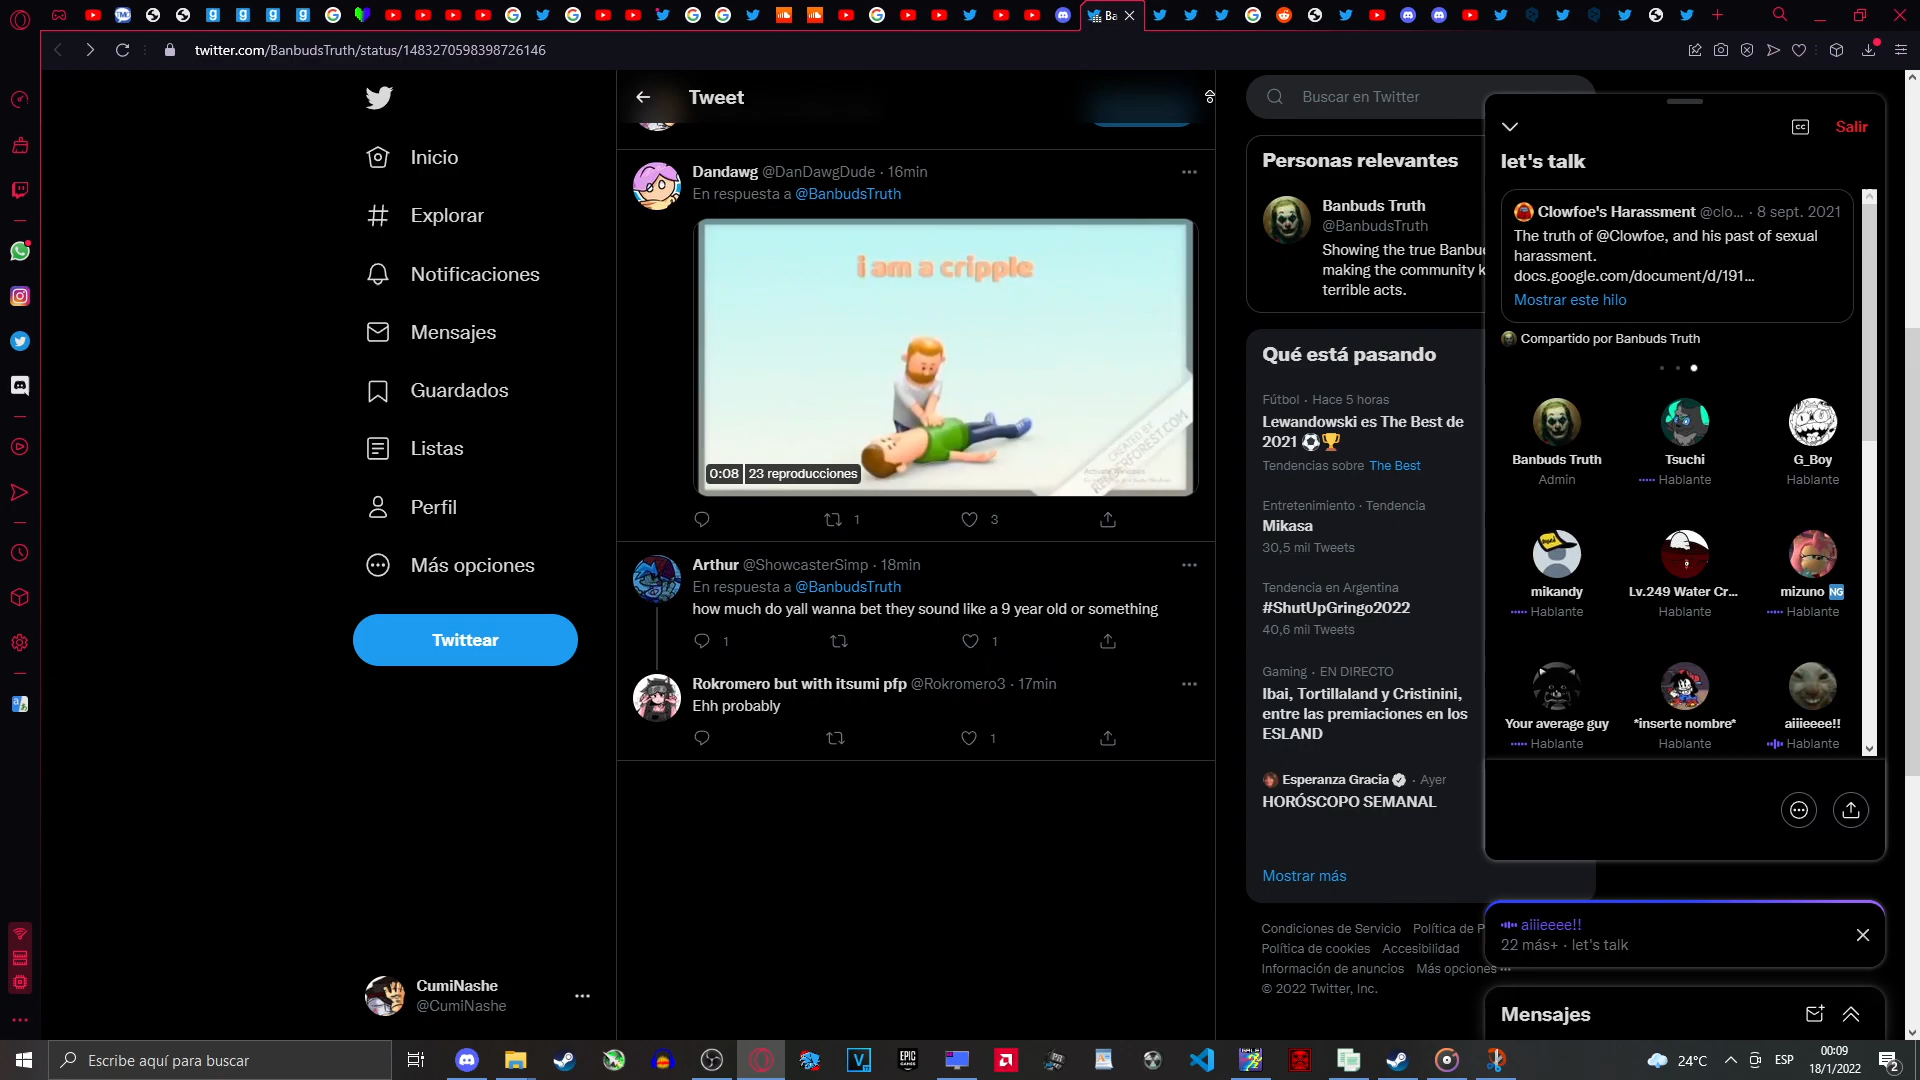 Ba
twitter.com/BanbudsTruth/status/1483270598398726146
Inicio
Explorar
Notificaciones
Mensajes
Guardados
Listas
Perfil
Más opciones
Twittear
CumiNashe
@CumiNashe
Tweet
Dandawg @DanDawgDude · 16min
En respuesta a @BanbudsTruth
i am a cripple
0:08 23 reproducciones
1
3
Arthur @ShowcasterSimp · 18min
En respuesta a @BanbudsTruth
how much do yall wanna bet they sound like a 9 year old or something
1
1
Rokromero but with itsumi pfp @Rokromero3 · 17min
Ehh probably
1
Buscar en Twitter
Personas relevantes
Banbuds Truth
@BanbudsTruth
Showing the true Banbu
making the community k
terrible acts.
Qué está pasando
Fútbol · Hace 5 horas
Lewandowski es The Best de
2021 ⚽🏆
Tendencias sobre The Best
Entretenimiento · Tendencia
Mikasa
30,5 mil Tweets
Tendencia en Argentina
#ShutUpGringo2022
40,6 mil Tweets
Gaming · EN DIRECTO
Ibai, Tortillaland y Cristinini,
entre las premiaciones en los
ESLAND
Esperanza Gracia · Ayer
HORÓSCOPO SEMANAL
Mostrar más
Condiciones de Servicio Política de P
Política de cookies Accesibilidad
Información de anuncios Más opciones ···
© 2022 Twitter, Inc.
CC
Salir
let's talk
Clowfoe's Harassment @clo... · 8 sept. 2021
The truth of @Clowfoe, and his past of sexual
harassment.
docs.google.com/document/d/191...
Mostrar este hilo
Compartido por Banbuds Truth
Banbuds Truth
Admin
Tsuchi
Hablante
G_Boy
Hablante
mikandy
Hablante
Lv.249 Water Cr...
Hablante
mizuno NG
Hablante
Your average guy
Hablante
*inserte nombre*
Hablante
aiiieeee!!
Hablante
aiiieeee!!
22 más+ · let's talk
Mensajes
Escribe aquí para buscar
24°C
ESP
00:09
18/1/2022
2